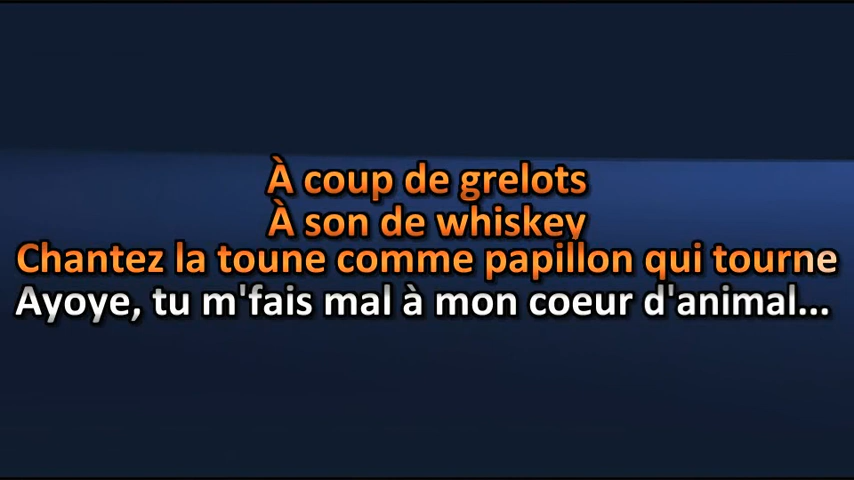 À coup de grelots
À son de whiskey
Chantez la toune comme papillon qui tourne
Ayoye, tu m'fais mal à mon coeur d'animal...